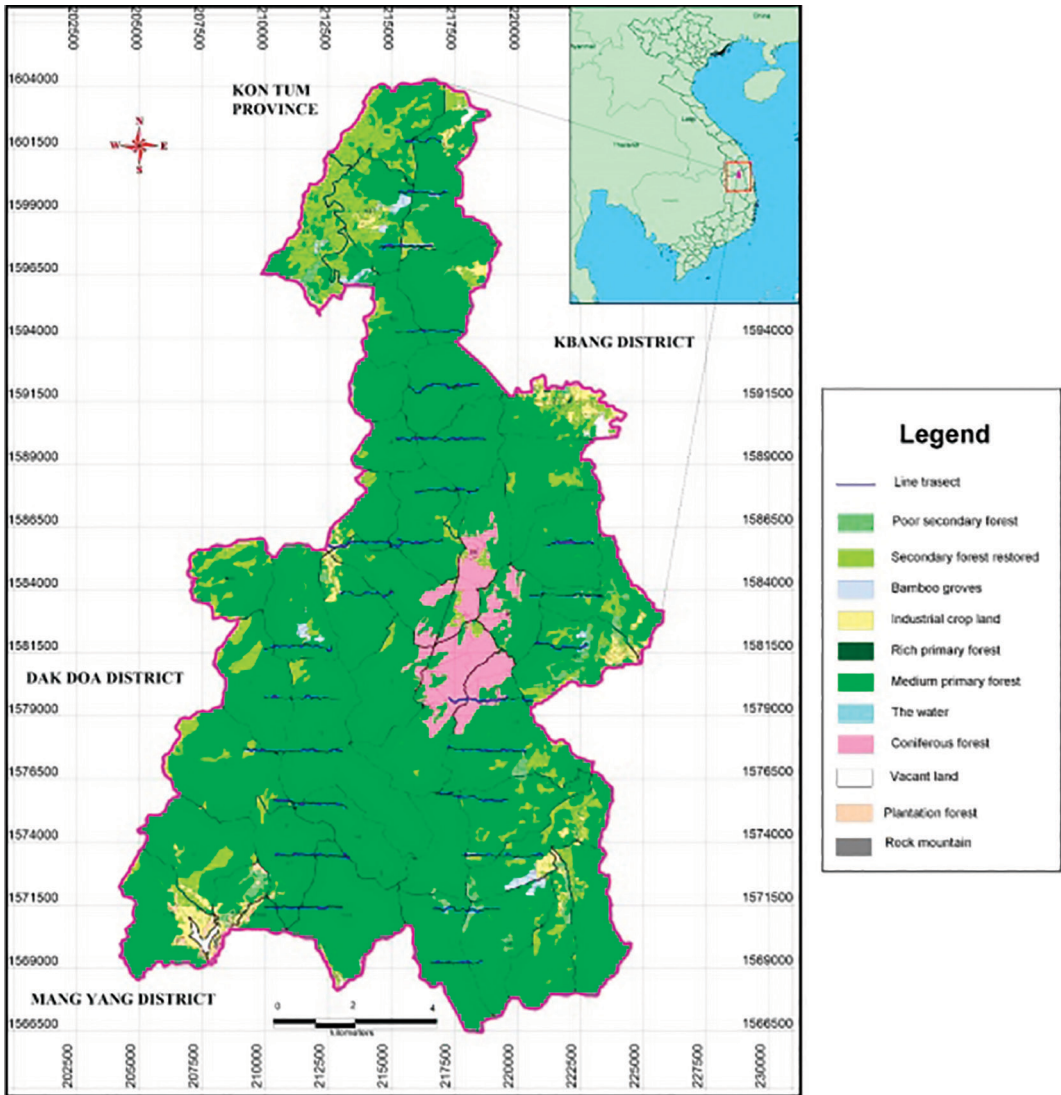 202500
205000
207500
210000
212500
215000
217500
220000
China
Myanmar
Laos
Thailand
1604000
1601500
1599000
1596500
1594000
1591500
1589000
1586500
1584000
1581500
1579000
1576500
1574000
1571500
1569000
1566500
KON TUM
PROVINCE
N
W E
S
KBANG DISTRICT
DAK DOA DISTRICT
MANG YANG DISTRICT
0 2 4
kilometers
1594000
1591500
1589000
1586500
1584000
1581500
1579000
1576500
1574000
1571500
1569000
1566500
202500
205000
207500
210000
212500
215000
217500
220000
222500
225000
227500
230000
Legend
Line trasect
Poor secondary forest
Secondary forest restored
Bamboo groves
Industrial crop land
Rich primary forest
Medium primary forest
The water
Coniferous forest
Vacant land
Plantation forest
Rock mountain